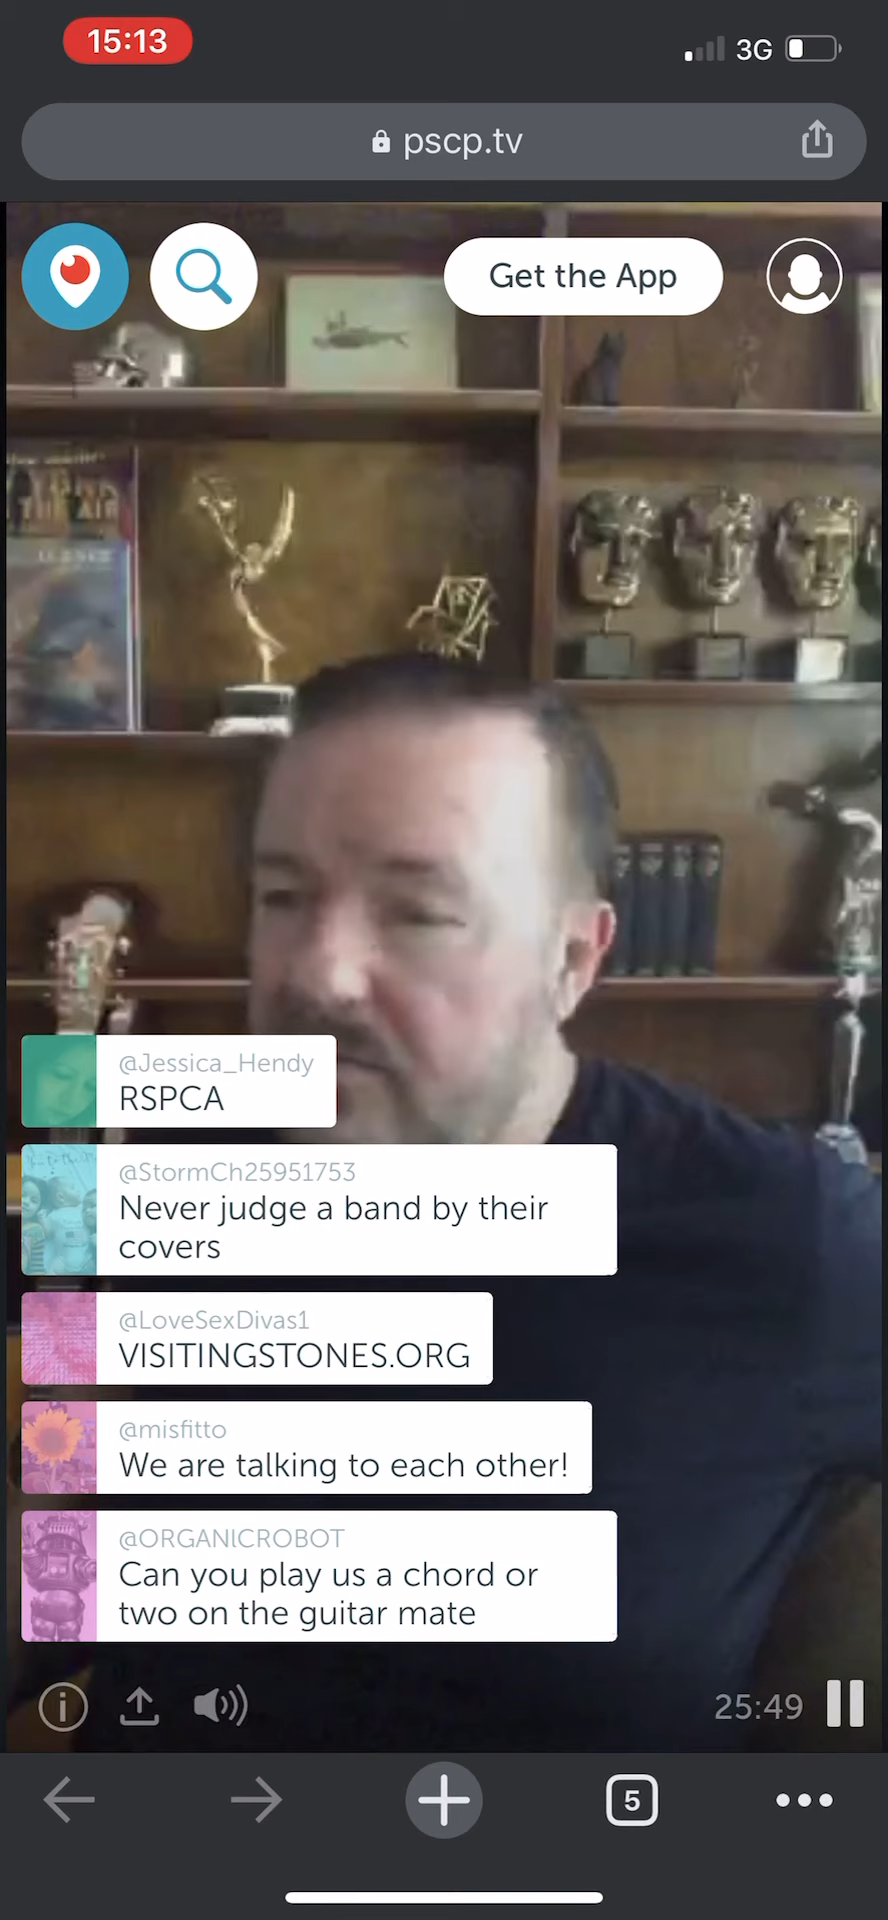 15:13
3G
pscp.tv
Get the App
@Jessica_Hendy
RSPCA
@StormCh25951753
Never judge a band by their
covers
@LoveSexDivas1
VISITINGSTONES.ORG
@misfitto
We are talking to each other!
@ORGANlCROBOT
Can you play us a chord or
two on the guitar mate
25:49
5